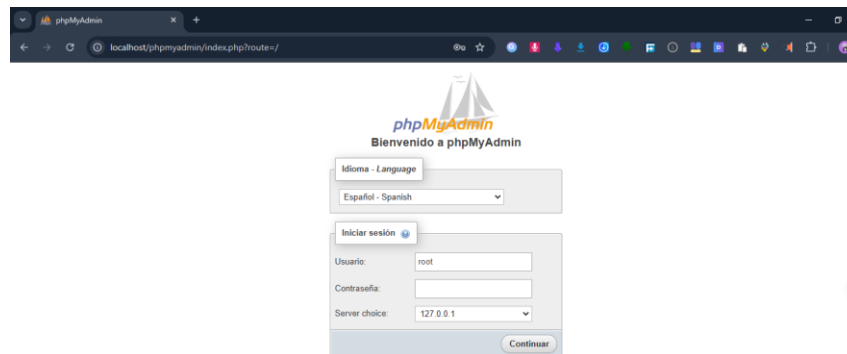 phpMyAdmin
localhost/phpmyadmin/index.php?route=/
phpMyAdmin
Bienvenido a phpMyAdmin
Idioma - Language
Español - Spanish
Iniciar sesión
Usuario: root
Contraseña:
Server choice: 127.0.0.1
Continuar